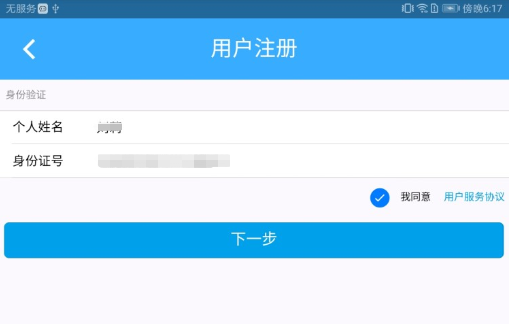 无服务
傍晚6:17
用户注册
身份验证
个人姓名
身份证号
我同意 用户服务协议
下一步